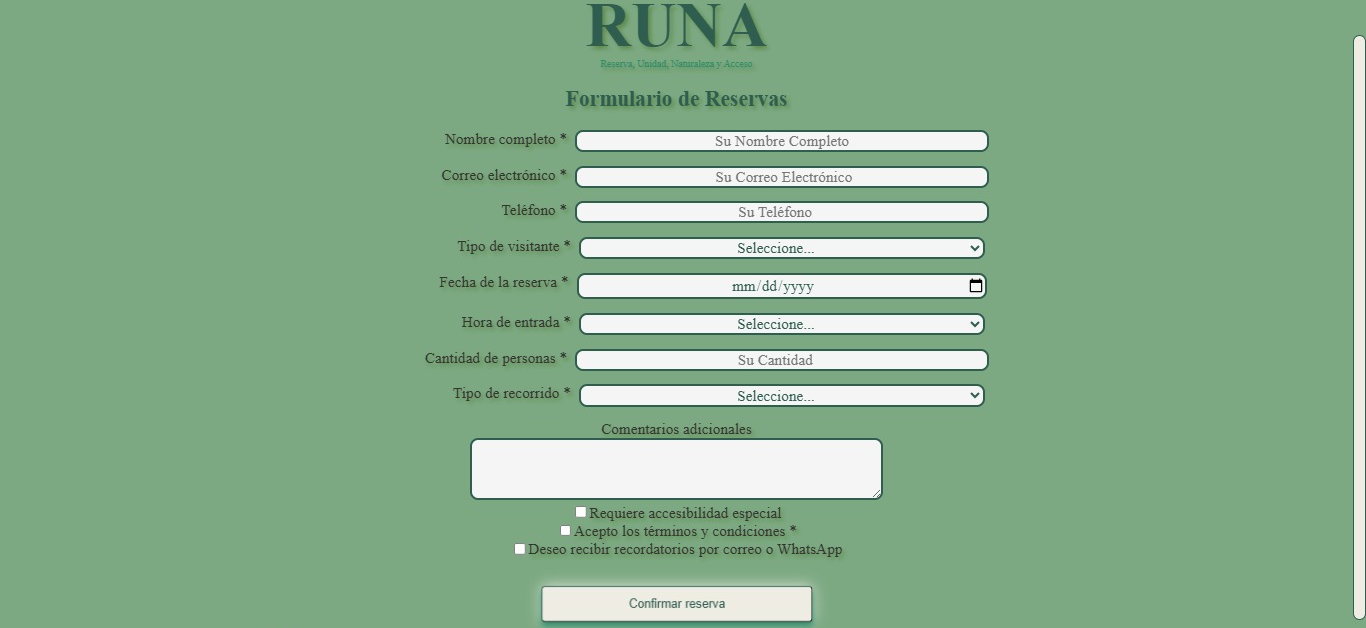 RUNA
Reserva, Unidad, Naturaleza y Acceso
Formulario de Reservas
Nombre completo * Su Nombre Completo
Correo electrónico * Su Correo Electrónico
Teléfono * Su Teléfono
Tipo de visitante * Seleccione...
Fecha de la reserva * mm/dd/yyyy
Hora de entrada * Seleccione...
Cantidad de personas * Su Cantidad
Tipo de recorrido * Seleccione...
Comentarios adicionales
Requiere accesibilidad especial
Acepto los términos y condiciones *
Deseo recibir recordatorios por correo o WhatsApp
Confirmar reserva